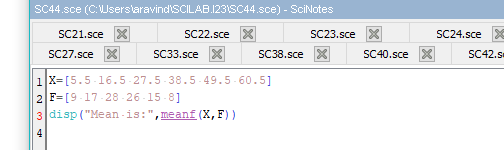 SC44.sce (C:\Users\aravind\SCILAB.I23\SC44.sce) - SciNotes
SC21.sce SC22.sce SC23.sce SC24.sce
SC27.sce SC33.sce SC38.sce SC40.sce SC42.sce
1 X=[5.5 16.5 27.5 38.5 49.5 60.5]
2 F=[9 17 28 26 15 8]
3 disp("Mean is:",meanf(X,F))
4